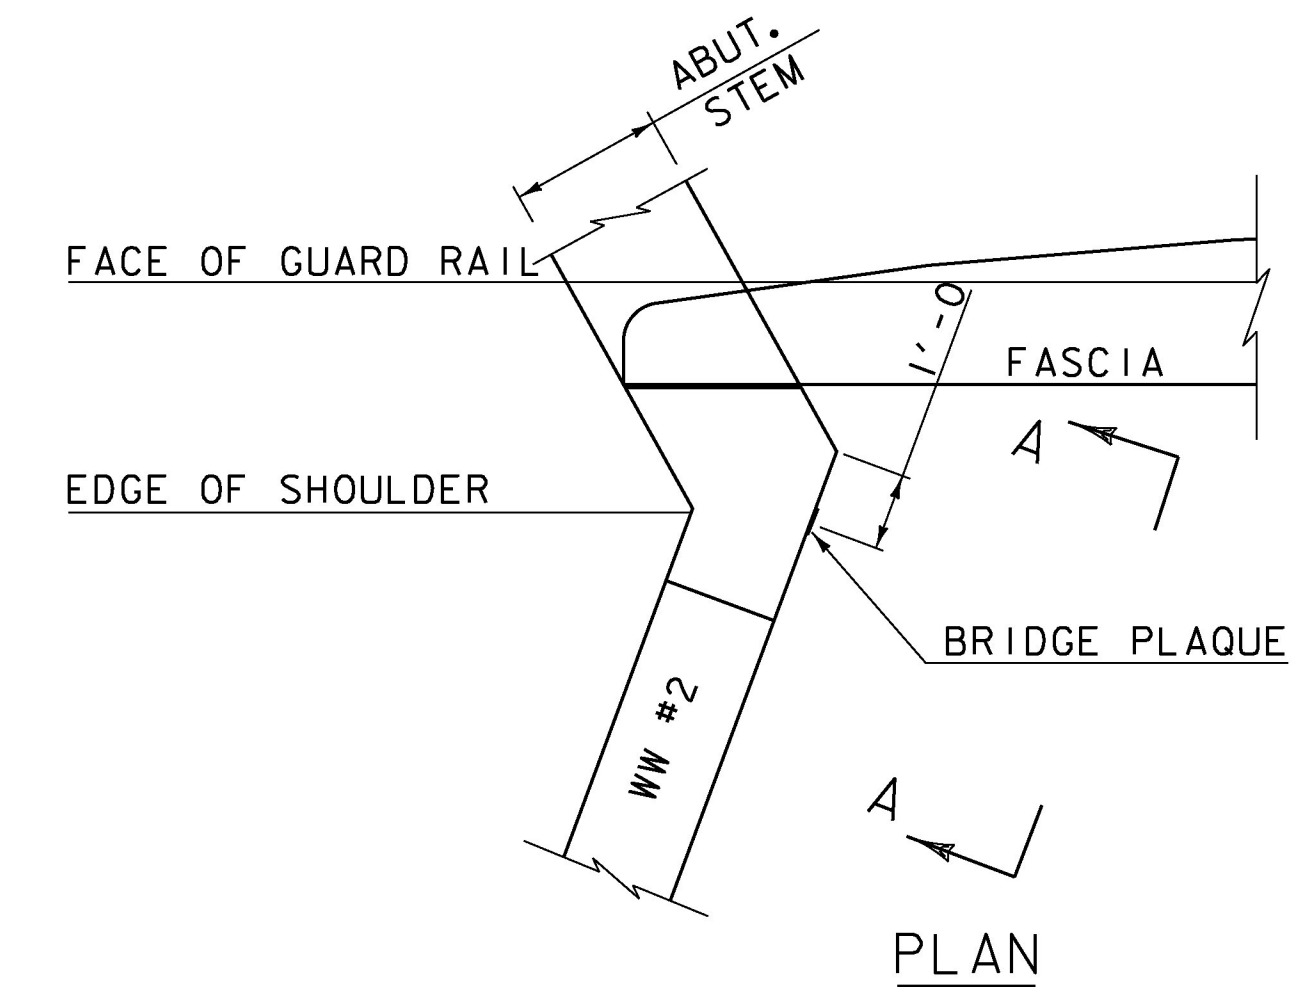 ABUT.
STEM
FACE OF GUARD RAIL
1'-0
FASCIA
A
EDGE OF SHOULDER
BRIDGE PLAQUE
WW #2
A
PLAN